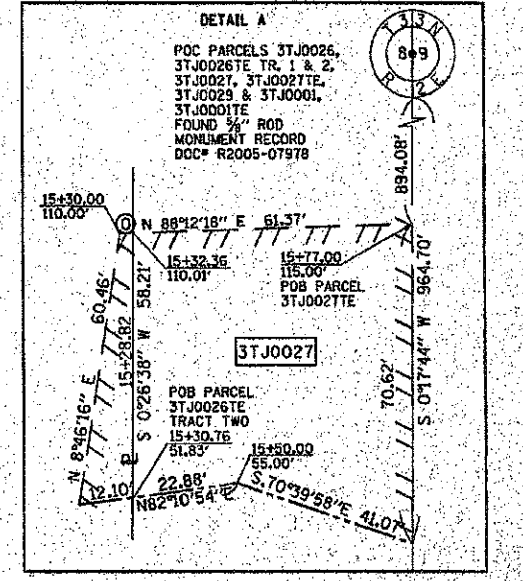 DETAIL A
POC PARCELS 3TJ0026,
3TJ0026TE TR. 1 & 2,
3TJ0027, 3TJ0027TE,
3TJ0029 & 3TJ0001,
3TJ0001TE
FOUND 5/8" ROD
MONUMENT RECORD
DOC# R2005-07978
T 33 N
8 9
R 2 E
894.08'
15+30.00
110.00'
N 88°12'18" E 61.37'
15+32.36
110.01'
15+77.00
115.00'
POB PARCEL
3TJ0027TE
60.46'
N 8°46'16" E
15+28.82
S 0°26'38" W 58.21'
3TJ0027
70.62'
S 0°17'44" W 964.70'
POB PARCEL
3TJ0026TE
TRACT TWO
15+30.76
51.83'
15+50.00
55.00'
12.10'
22.88'
N82°10'54"E
S 70°39'58"E 41.07'